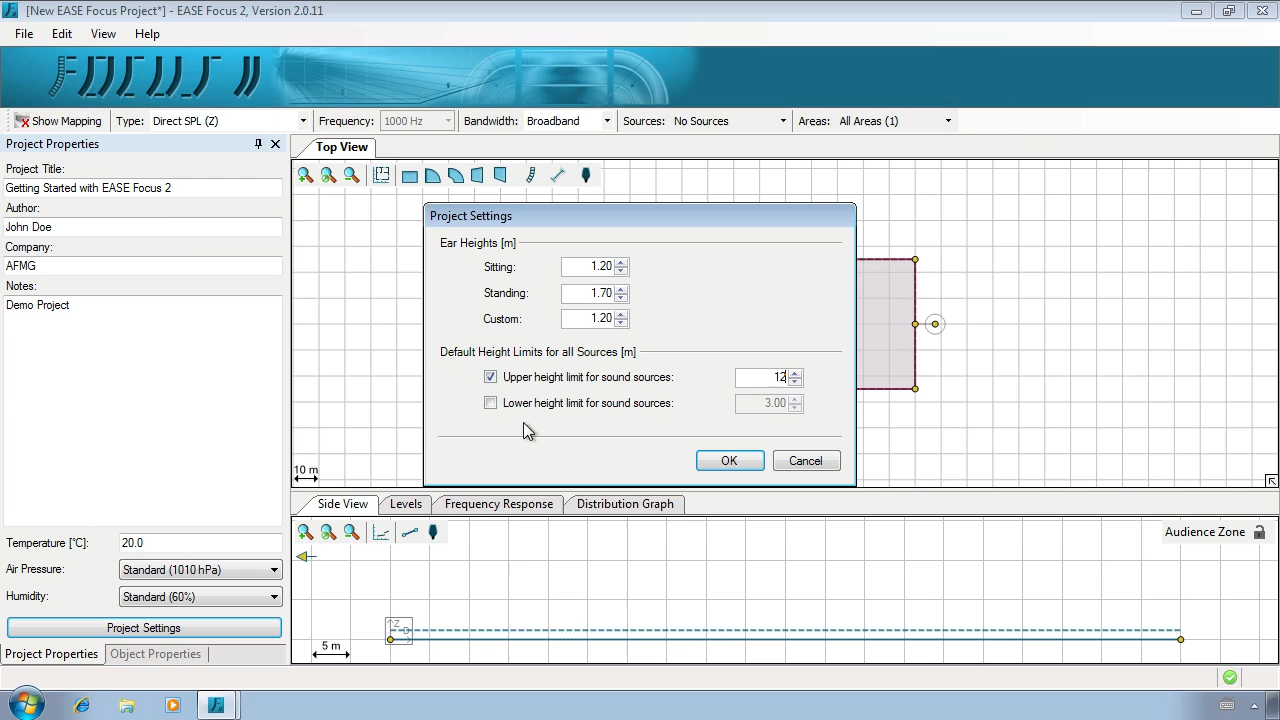 [New EASE Focus Project*] - EASE Focus 2, Version 2.0.11
File Edit View Help
FOCUS II
Show Mapping Type: Direct SPL (Z) Frequency: 1000 Hz Bandwidth: Broadband Sources: No Sources Areas: All Areas (1)
Project Properties
Top View
Project Title:
Getting Started with EASE Focus 2
Author:
John Doe
Company:
AFMG
Notes:
Demo Project
Project Settings
Ear Heights [m]
Sitting: 1.20
Standing: 1.70
Custom: 1.20
Default Height Limits for all Sources [m]
Upper height limit for sound sources: 12
Lower height limit for sound sources: 3.00
OK Cancel
10 m
Side View Levels Frequency Response Distribution Graph
Audience Zone
Temperature [°C]: 20.0
Air Pressure: Standard (1010 hPa)
Humidity: Standard (60%)
Project Settings
Z
5 m
Project Properties Object Properties